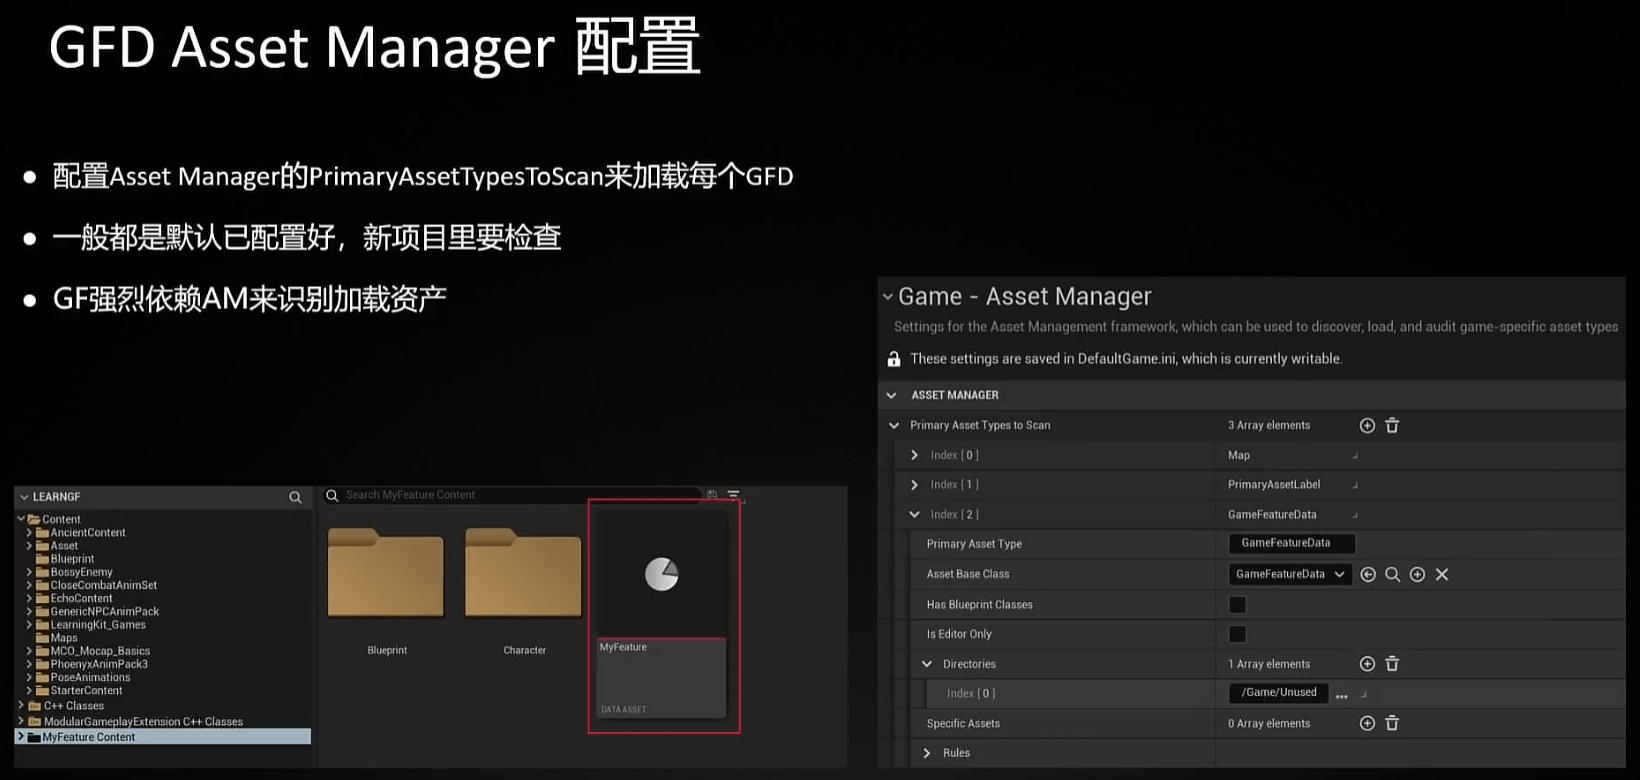 GFD Asset Manager 配置
配置Asset Manager的PrimaryAssetTypesToScan来加载每个GFD
一般都是默认已配置好，新项目里要检查
GF强烈依赖AM来识别加载资产
LEARNGF
Content
AncientContent
Asset
Blueprint
BossyEnemy
CloseCombatAnimSet
EchoContent
GenericNPCAnimPack
LearningKit_Games
Maps
MCO_Mocap_Basics
PhoenyxAnimPack3
PoseAnimations
StarterContent
C++ Classes
ModularGameplayExtension C++ Classes
MyFeature Content
Search MyFeature Content
Blueprint
Character
MyFeature
DATA ASSET
Game - Asset Manager
Settings for the Asset Management framework, which can be used to discover, load, and audit game-specific asset types
These settings are saved in DefaultGame.ini, which is currently writable.
ASSET MANAGER
Primary Asset Types to Scan 3 Array elements
Index [ 0 ] Map
Index [ 1 ] PrimaryAssetLabel
Index [ 2 ] GameFeatureData
Primary Asset Type GameFeatureData
Asset Base Class GameFeatureData
Has Blueprint Classes
Is Editor Only
Directories 1 Array elements
Index [ 0 ] /Game/Unused ...
Specific Assets 0 Array elements
Rules